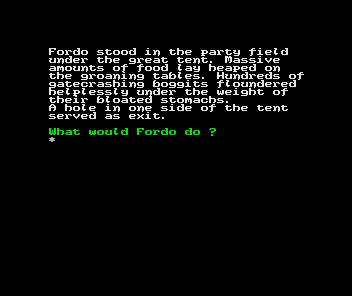 Fordo stood in the party field
under the great tent. Massive
amounts of food lay heaped on
the groaning tables. Hundreds of
gatecrashing boggits floundered
helplessly under the weight of
their bloated stomachs.
A hole in one side of the tent
served as exit.
What would Fordo do ?
*